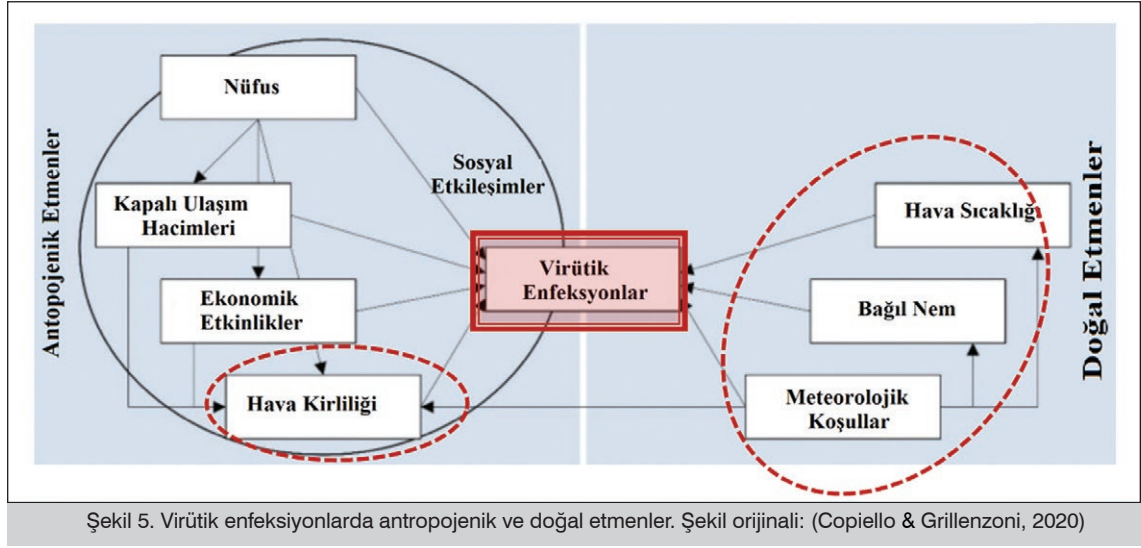 Antopojenik Etmenler
Nüfus
Sosyal
Etkileşimler
Kapalı Ulaşım
Hacimleri
Ekonomik
Etkinlikler
Hava Kirliliği
Virütik
Enfeksyonlar
Hava Sıcaklığı
Bağıl Nem
Meteorolojik
Koşullar
Doğal Etmenler
Şekil 5. Virütik enfeksiyonlarda antropojenik ve doğal etmenler. Şekil orijinali: (Copiello & Grillenzoni, 2020)